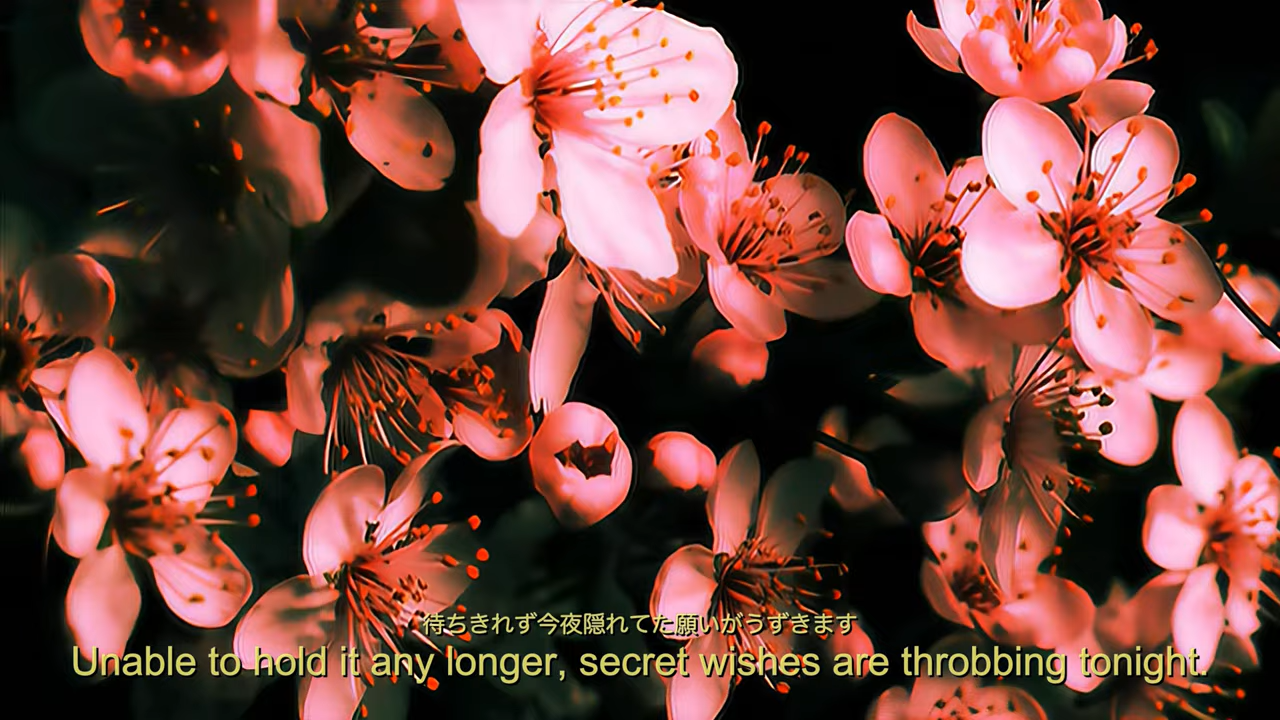 待ちきれず今夜隠れてた願いがうずきます
Unable to hold it any longer, secret wishes are throbbing tonight.